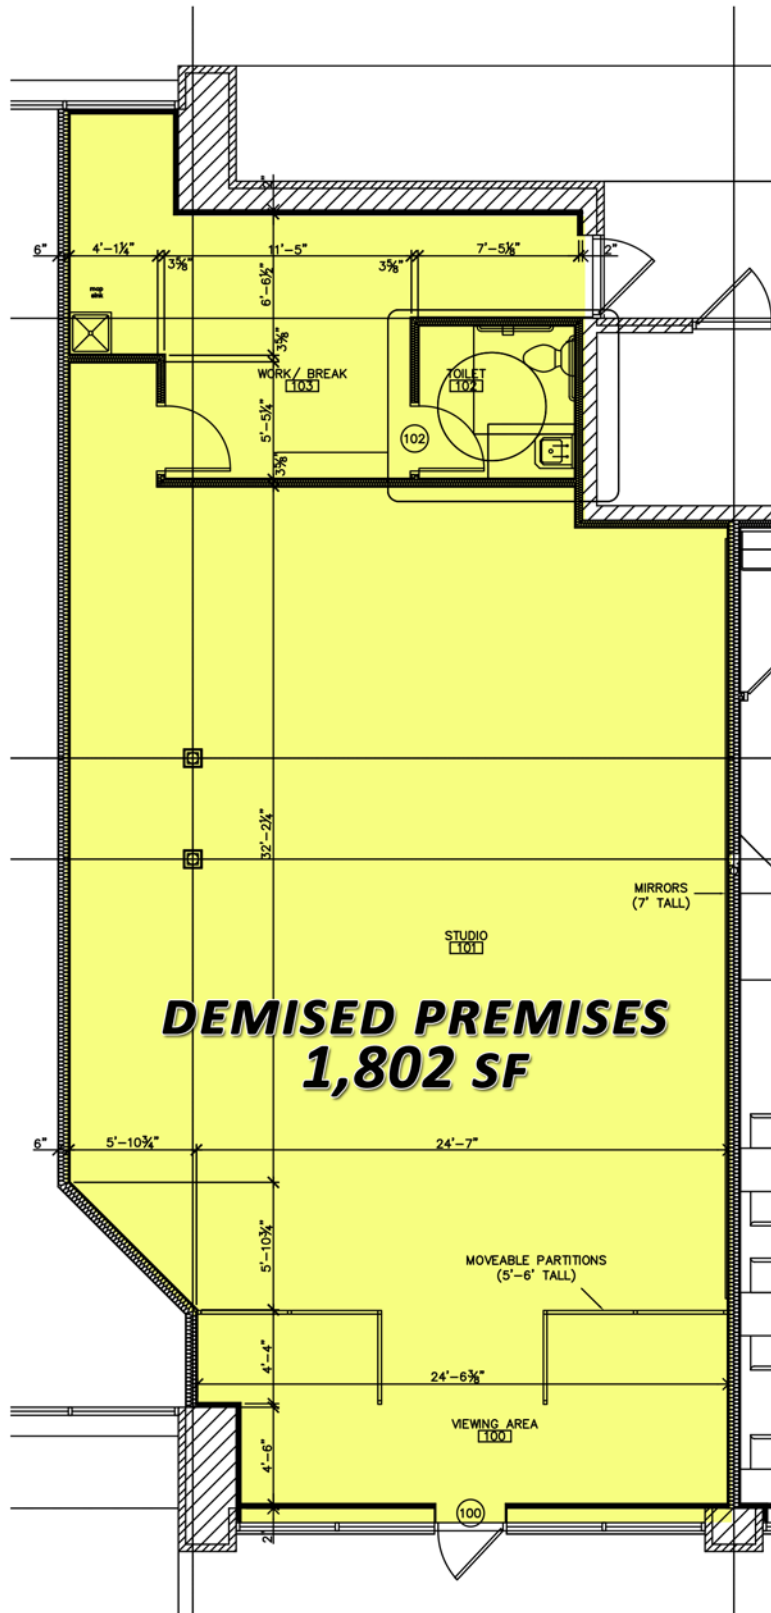 2"
6"
4'-1¼"
11'-5"
7'-5⅛"
2"
3⅝"
3⅝"
6'-6½"
mop
sink
3⅝"
WORK/ BREAK
103
TOILET
102
5'-5¼"
102
3⅝"
32'-2¼"
MIRRORS
(7' TALL)
STUDIO
101
DEMISED PREMISES
1,802 SF
6"
5'-10¾"
24'-7"
5'-10¾"
MOVEABLE PARTITIONS
(5'-6" TALL)
4'-4"
24'-6⅜"
VIEWING AREA
100
4'-6"
100
2"